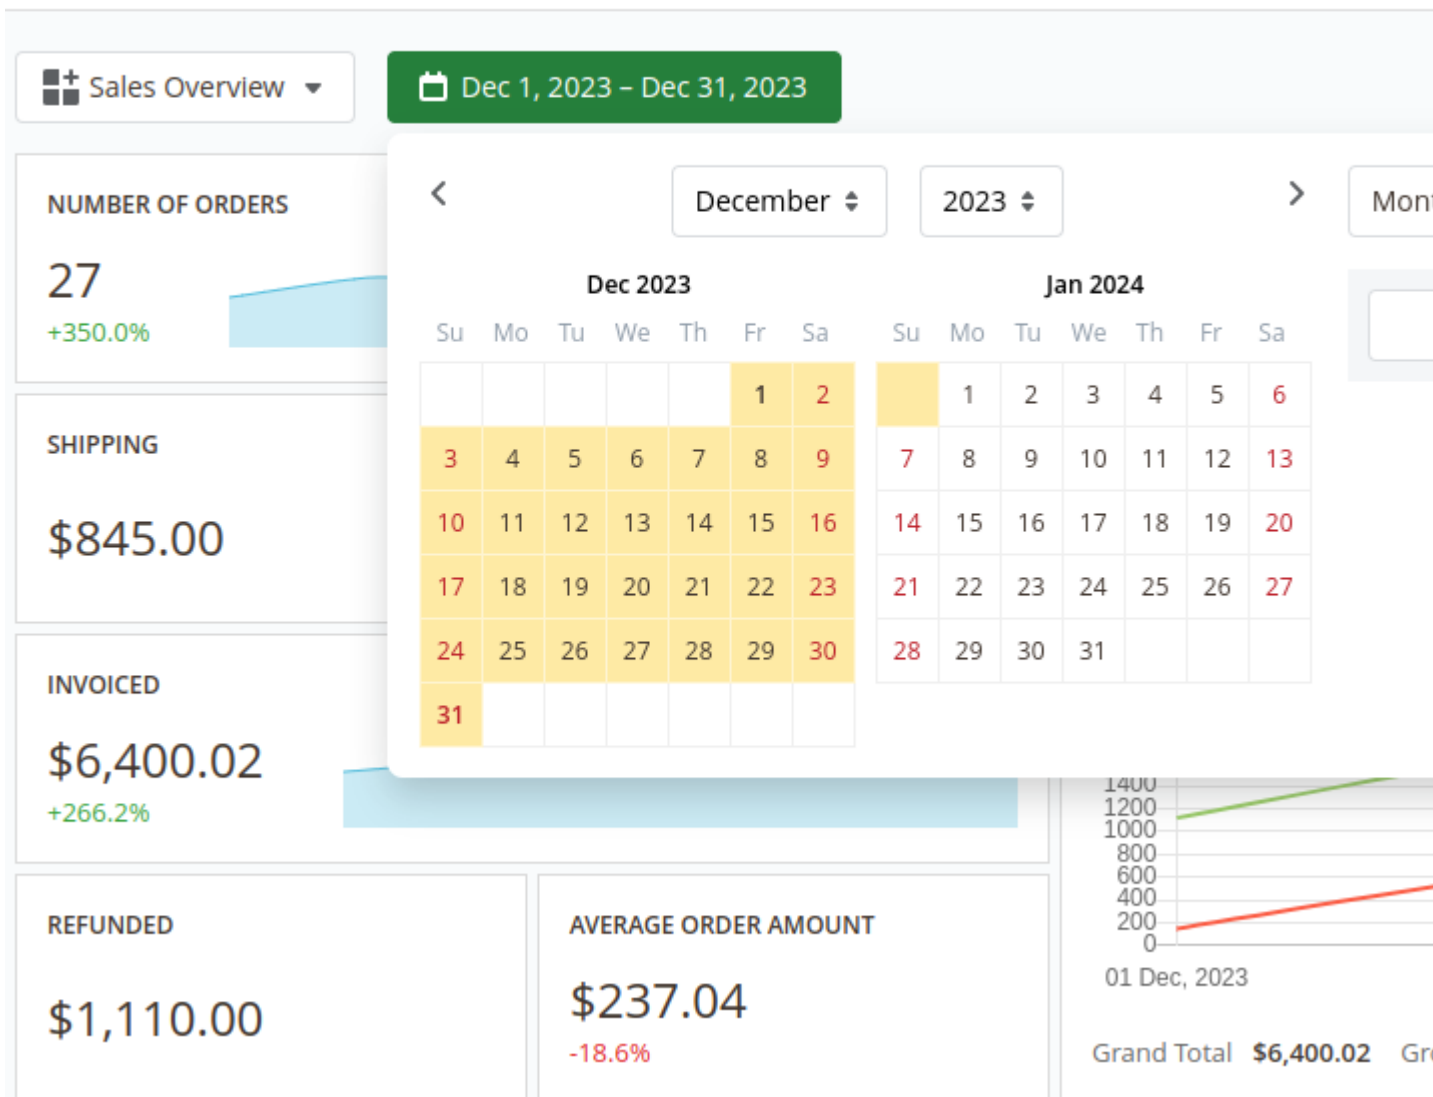 Sales Overview
Dec 1, 2023 – Dec 31, 2023
NUMBER OF ORDERS
27
+350.0%
SHIPPING
$845.00
INVOICED
$6,400.02
+266.2%
REFUNDED
$1,110.00
AVERAGE ORDER AMOUNT
$237.04
-18.6%
December
2023
Dec 2023
Su Mo Tu We Th Fr Sa
1 2
3 4 5 6 7 8 9
10 11 12 13 14 15 16
17 18 19 20 21 22 23
24 25 26 27 28 29 30
31
Jan 2024
Su Mo Tu We Th Fr Sa
1 2 3 4 5 6
7 8 9 10 11 12 13
14 15 16 17 18 19 20
21 22 23 24 25 26 27
28 29 30 31
1400
1200
1000
800
600
400
200
0
01 Dec, 2023
Grand Total $6,400.02